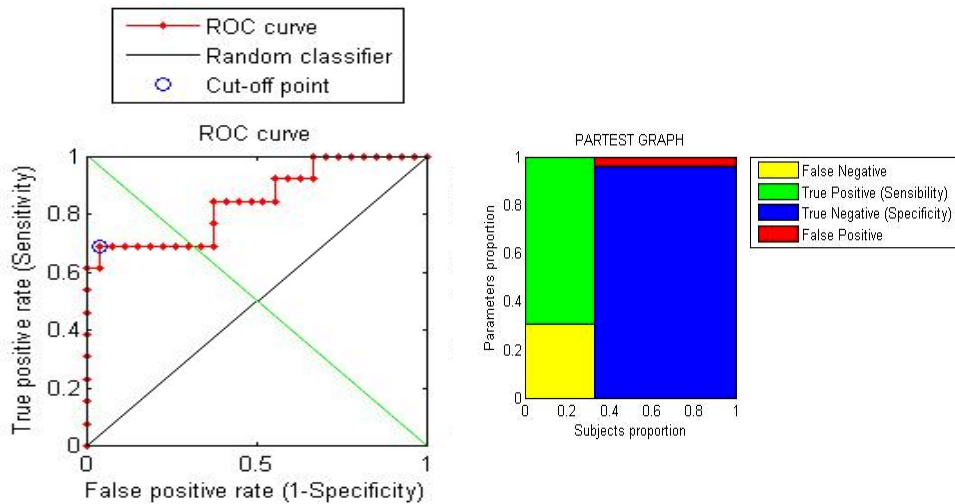 ROC curve
Random classifier
Cut-off point
ROC curve
True positive rate (Sensitivity)
1
0.8
0.6
0.4
0.2
0
0 0.5 1
False positive rate (1-Specificity)
PARTEST GRAPH
Parameters proportion
1
0.8
0.6
0.4
0.2
0
0 0.2 0.4 0.6 0.8 1
Subjects proportion
False Negative
True Positive (Sensibility)
True Negative (Specificity)
False Positive